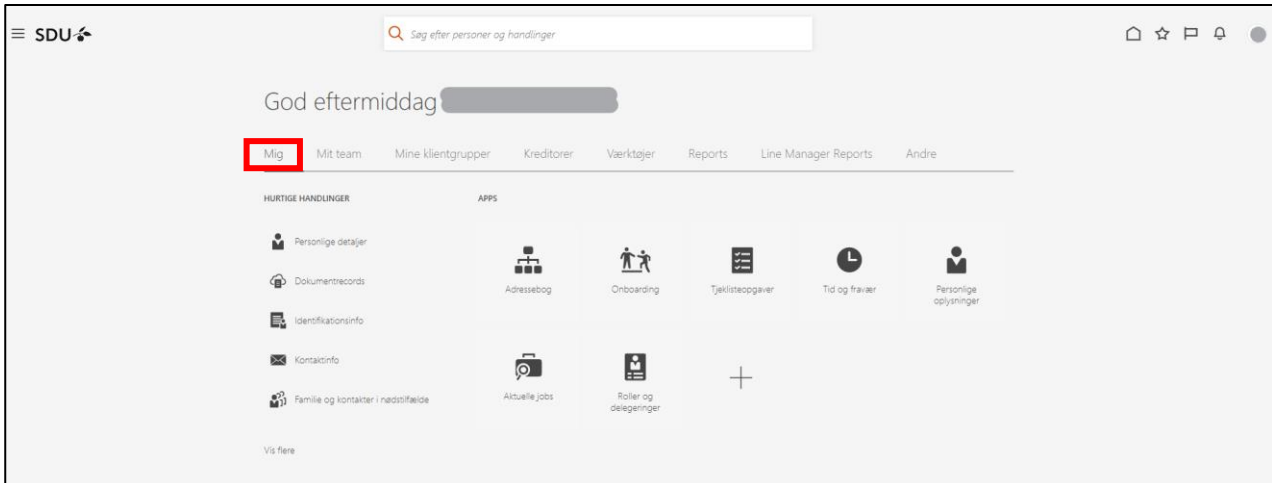 SDU
Søg efter personer og handlinger
God eftermiddag
Mig Mit team Mine klientgrupper Kreditorer Værktøjer Reports Line Manager Reports Andre
HURTIGE HANDLINGER
Personlige detaljer
Dokumentrecords
Identifikationsinfo
Kontaktinfo
Familie og kontakter i nødstilfælde
Vis flere
APPS
Adressebog
Onboarding
Tjeklisteopgaver
Tid og fravær
Personlige
oplysninger
Aktuelle jobs
Roller og
delegeringer